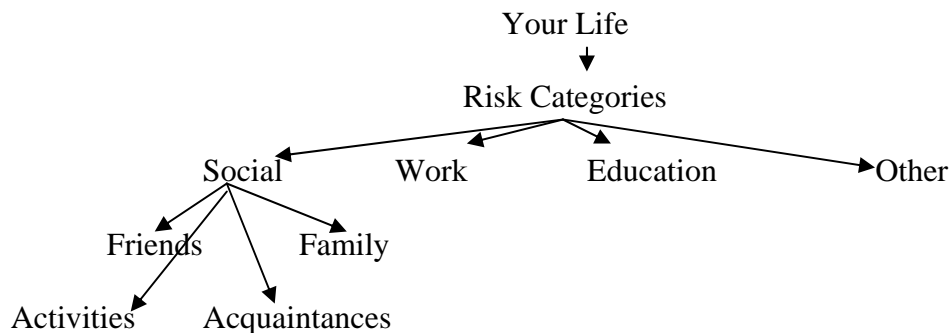 Your Life
Risk Categories
Social Work Education Other
Friends Family
Activities Acquaintances